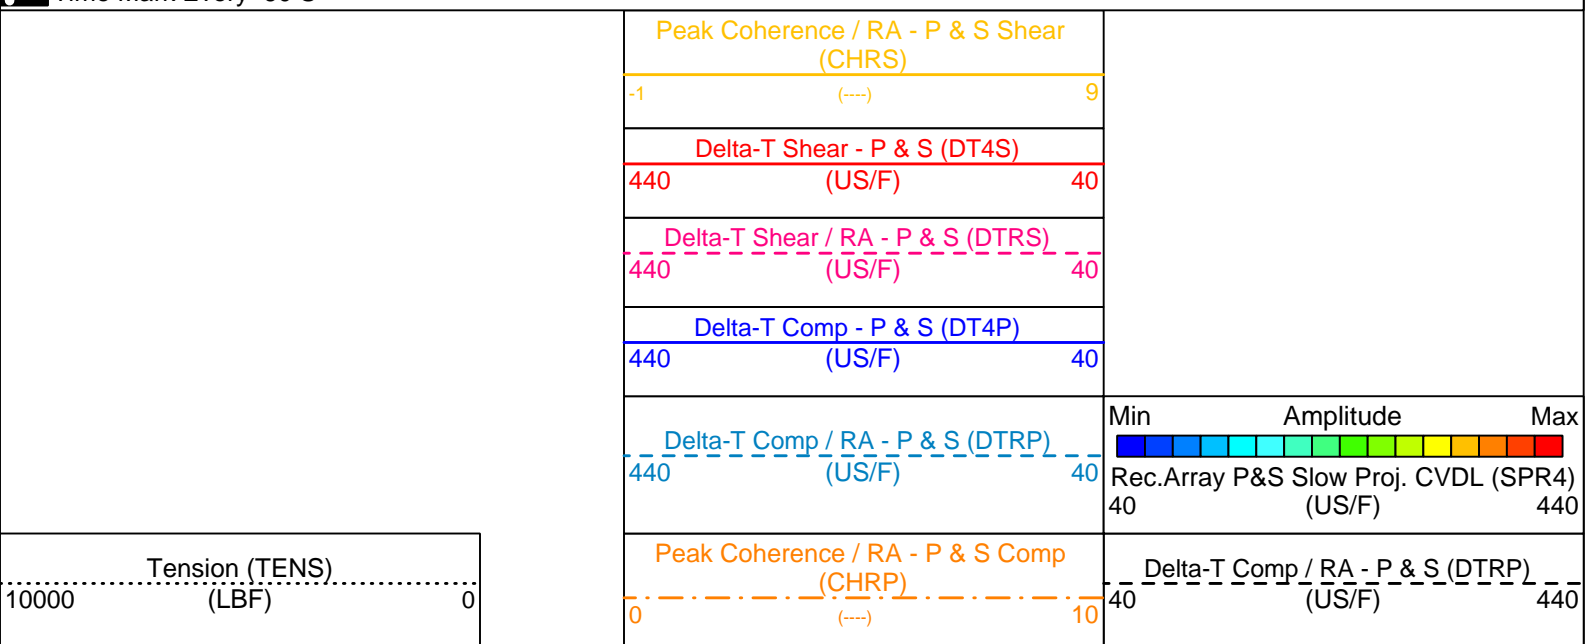 Peak Coherence / RA - P & S Shear
(CHRS)
-1 (----) 9
Delta-T Shear - P & S (DT4S)
440 (US/F) 40
Delta-T Shear / RA - P & S (DTRS)
440 (US/F) 40
Delta-T Comp - P & S (DT4P)
440 (US/F) 40
Delta-T Comp / RA - P & S (DTRP)
440 (US/F) 40
Min Amplitude Max
Rec.Array P&S Slow Proj. CVDL (SPR4)
40 (US/F) 440
Tension (TENS)
10000 (LBF) 0
Peak Coherence / RA - P & S Comp
(CHRP)
0 (----) 10
Delta-T Comp / RA - P & S (DTRP)
40 (US/F) 440